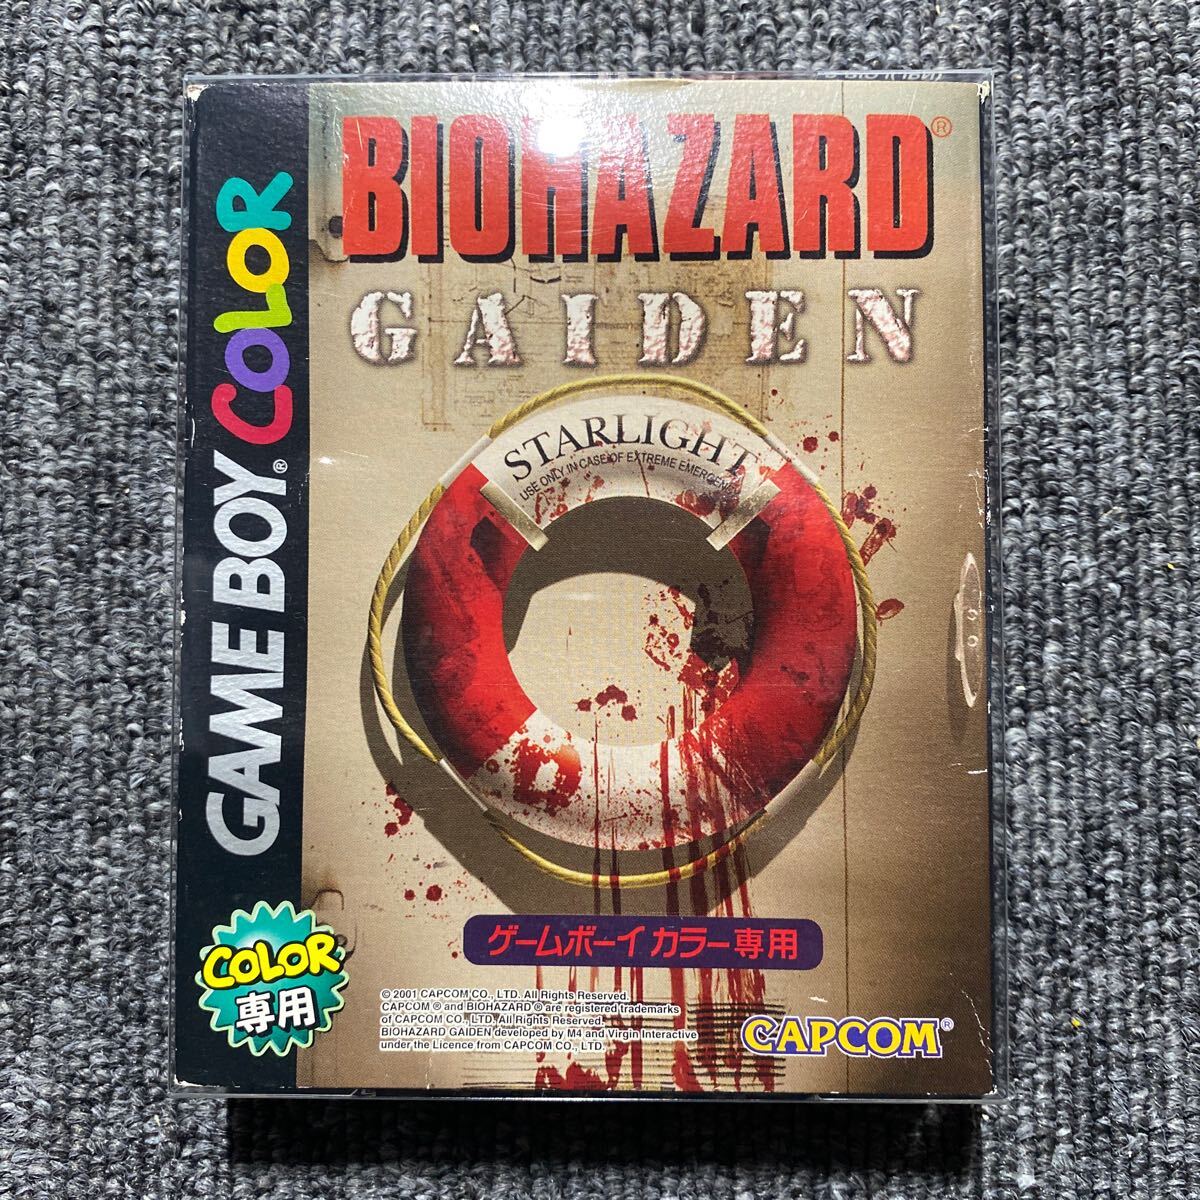 BIOHAZARD®
GAIDEN
GAME BOY® COLOR
STARLIGHT
USE ONLY IN CASE OF EXTREME EMERGENCY
ゲームボーイ カラー専用
COLOR
専用
© 2001 CAPCOM CO., LTD. All Rights Reserved.
CAPCOM ® and BIOHAZARD ® are registered trademarks
of CAPCOM CO., LTD. All Rights Reserved.
BIOHAZARD GAIDEN developed by M4 and Virgin Interactive
under the Licence from CAPCOM CO., LTD.
CAPCOM®